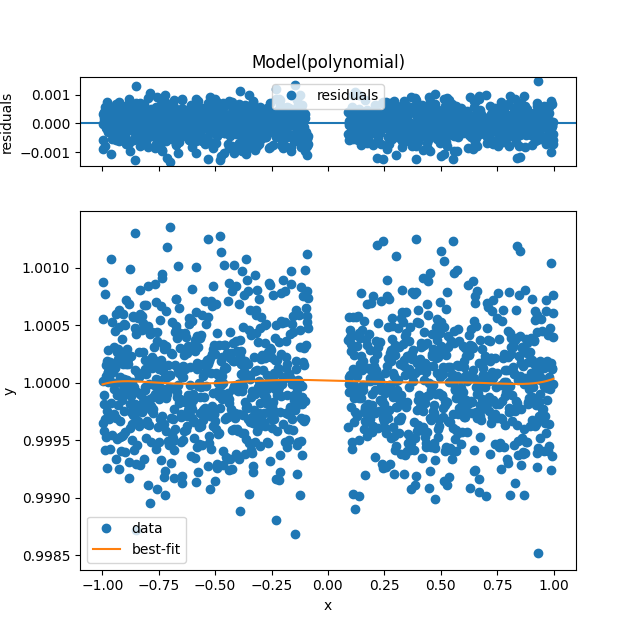 Model(polynomial)
residuals
0.001
0.000
−0.001
residuals
1.0010
1.0005
1.0000
0.9995
0.9990
0.9985
y
data
best-fit
−1.00 −0.75 −0.50 −0.25 0.00 0.25 0.50 0.75 1.00
x